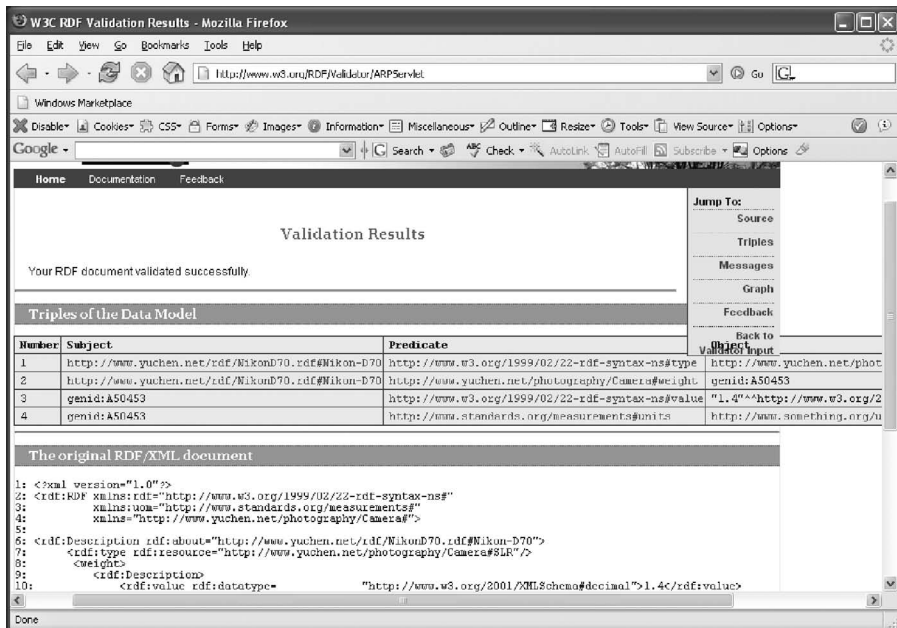 W3C RDF Validation Results - Mozilla Firefox
File Edit View Go Bookmarks Tools Help
http://www.w3.org/RDF/Validator/ARPServlet Go G
Windows Marketplace
Disable Cookies CSS Forms Images Information Miscellaneous Outline Resize Tools View Source Options
Google G Search Check AutoLink AutoFill Subscribe Options
Home Documentation Feedback
Jump To:
Source
Triples
Messages
Graph
Feedback
Back to
Validator Input
Validation Results
Your RDF document validated successfully.
Triples of the Data Model
Number Subject Predicate Object
1 http://www.yuchen.net/rdf/NikonD70.rdf#Nikon-D70 http://www.w3.org/1999/02/22-rdf-syntax-ns#type http://www.yuchen.net/phot
2 http://www.yuchen.net/rdf/NikonD70.rdf#Nikon-D70 http://www.yuchen.net/photography/Camera#weight genid:A50453
3 genid:A50453 http://www.w3.org/1999/02/22-rdf-syntax-ns#value "1.4"^^http://www.w3.org/2
4 genid:A50453 http://www.standards.org/measurements#units http://www.something.org/u
The original RDF/XML document
1: <?xml version="1.0"?>
2: <rdf:RDF xmlns:rdf="http://www.w3.org/1999/02/22-rdf-syntax-ns#"
3: xmlns:uom="http://www.standards.org/measurements#"
4: xmlns="http://www.yuchen.net/photography/Camera#">
5:
6: <rdf:Description rdf:about="http://www.yuchen.net/rdf/NikonD70.rdf#Nikon-D70">
7: <rdf:type rdf:resource="http://www.yuchen.net/photography/Camera#SLR"/>
8: <weight>
9: <rdf:Description>
10: <rdf:value rdf:datatype= "http://www.w3.org/2001/XMLSchema#decimal">1.4</rdf:value>
Done